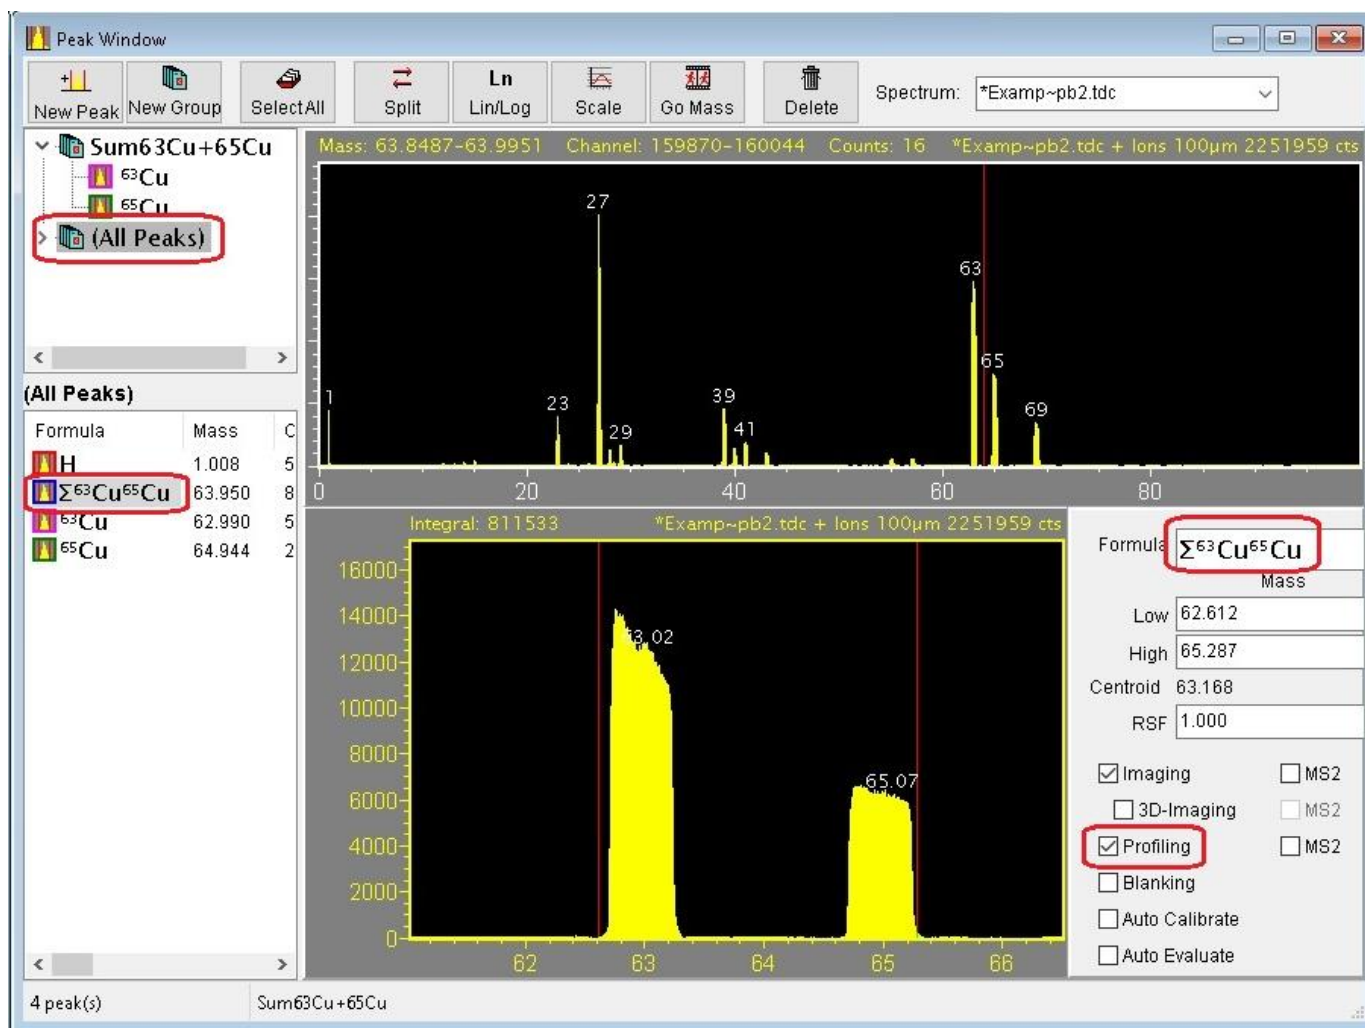 Peak Window
New Peak New Group SelectAll Split Ln Lin/Log Scale Go Mass Delete Spectrum: *Examp~pb2.tdc
Sum63Cu+65Cu
⁶³Cu
⁶⁵Cu
(All Peaks)
Mass: 63.8487-63.9951 Channel: 159870-160044 Counts: 16 *Examp~pb2.tdc + Ions 100µm 2251959 cts
27
63
65
1
23
39
69
29
41
0 20 40 60 80
(All Peaks)
Formula Mass C
H 1.008 5
Σ⁶³Cu⁶⁵Cu 63.950 8
⁶³Cu 62.990 5
⁶⁵Cu 64.944 2
Integral: 811533 *Examp~pb2.tdc + Ions 100µm 2251959 cts
16000
14000
63.02
12000
10000
8000
65.07
6000
4000
2000
0
62 63 64 65 66
Formula Σ⁶³Cu⁶⁵Cu
Mass
Low 62.612
High 65.287
Centroid 63.168
RSF 1.000
Imaging MS2
3D-Imaging MS2
Profiling MS2
Blanking
Auto Calibrate
Auto Evaluate
4 peak(s) Sum63Cu+65Cu